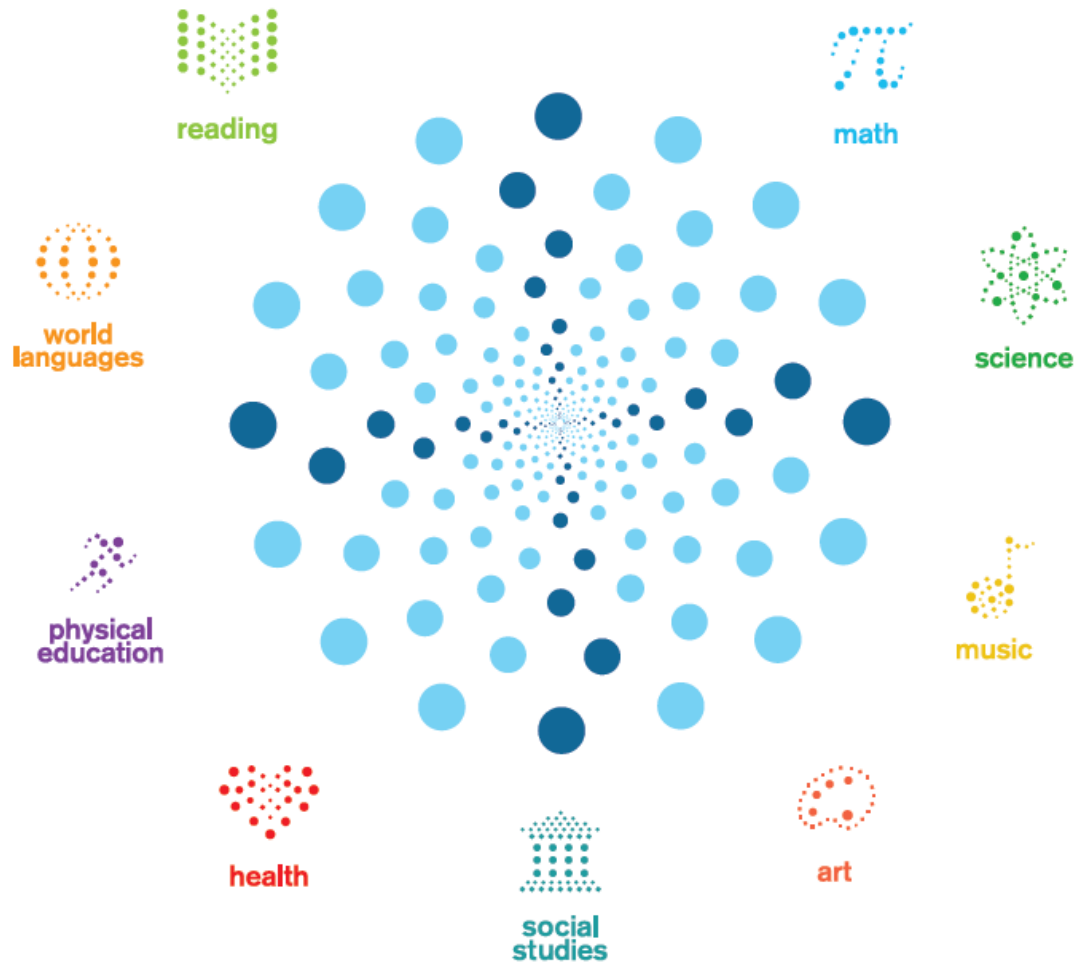 reading
math
world
languages
science
physical
education
music
health
art
social
studies